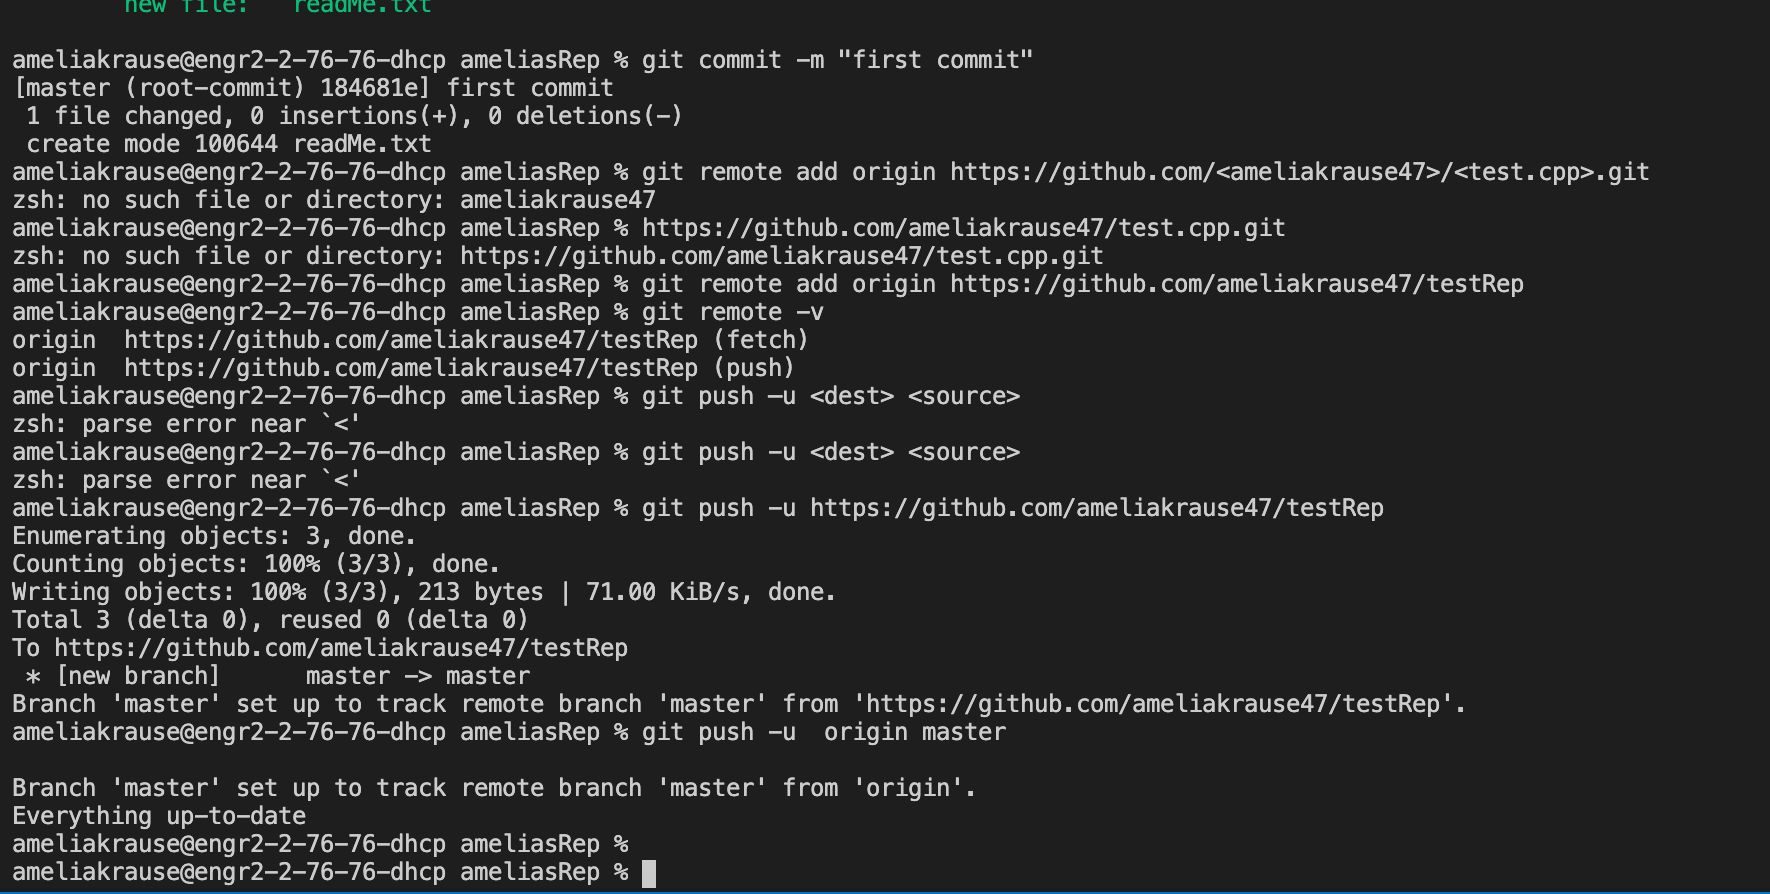 new file:   readMe.txt
ameliakrause@engr2-2-76-76-dhcp ameliasRep % git commit -m "first commit"
[master (root-commit) 184681e] first commit
 1 file changed, 0 insertions(+), 0 deletions(-)
 create mode 100644 readMe.txt
ameliakrause@engr2-2-76-76-dhcp ameliasRep % git remote add origin https://github.com/<ameliakrause47>/<test.cpp>.git
zsh: no such file or directory: ameliakrause47
ameliakrause@engr2-2-76-76-dhcp ameliasRep % https://github.com/ameliakrause47/test.cpp.git
zsh: no such file or directory: https://github.com/ameliakrause47/test.cpp.git
ameliakrause@engr2-2-76-76-dhcp ameliasRep % git remote add origin https://github.com/ameliakrause47/testRep
ameliakrause@engr2-2-76-76-dhcp ameliasRep % git remote -v
origin  https://github.com/ameliakrause47/testRep (fetch)
origin  https://github.com/ameliakrause47/testRep (push)
ameliakrause@engr2-2-76-76-dhcp ameliasRep % git push –u <dest> <source>
zsh: parse error near `<'
ameliakrause@engr2-2-76-76-dhcp ameliasRep % git push -u <dest> <source>
zsh: parse error near `<'
ameliakrause@engr2-2-76-76-dhcp ameliasRep % git push -u https://github.com/ameliakrause47/testRep
Enumerating objects: 3, done.
Counting objects: 100% (3/3), done.
Writing objects: 100% (3/3), 213 bytes | 71.00 KiB/s, done.
Total 3 (delta 0), reused 0 (delta 0)
To https://github.com/ameliakrause47/testRep
 * [new branch]      master -> master
Branch 'master' set up to track remote branch 'master' from 'https://github.com/ameliakrause47/testRep'.
ameliakrause@engr2-2-76-76-dhcp ameliasRep % git push -u  origin master
Branch 'master' set up to track remote branch 'master' from 'origin'.
Everything up-to-date
ameliakrause@engr2-2-76-76-dhcp ameliasRep %
ameliakrause@engr2-2-76-76-dhcp ameliasRep %